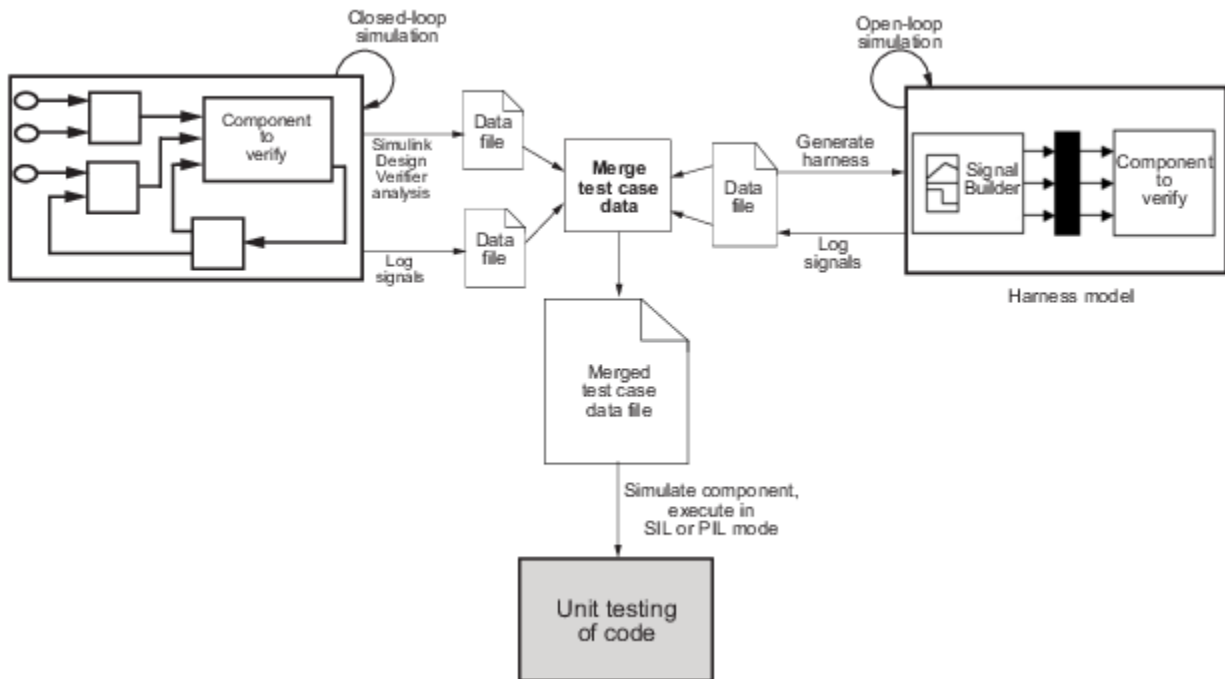 Closed-loop
simulation
Component
to
verify
Simulink
Design
Verifier
analysis
Log
signals
Data
file
Data
file
Merge
test case
data
Data
file
Generate
harness
Log
signals
Open-loop
simulation
Signal
Builder
Component
to
verify
Harness model
Merged
test case
data file
Simulate component,
execute in
SIL or PIL mode
Unit testing
of code